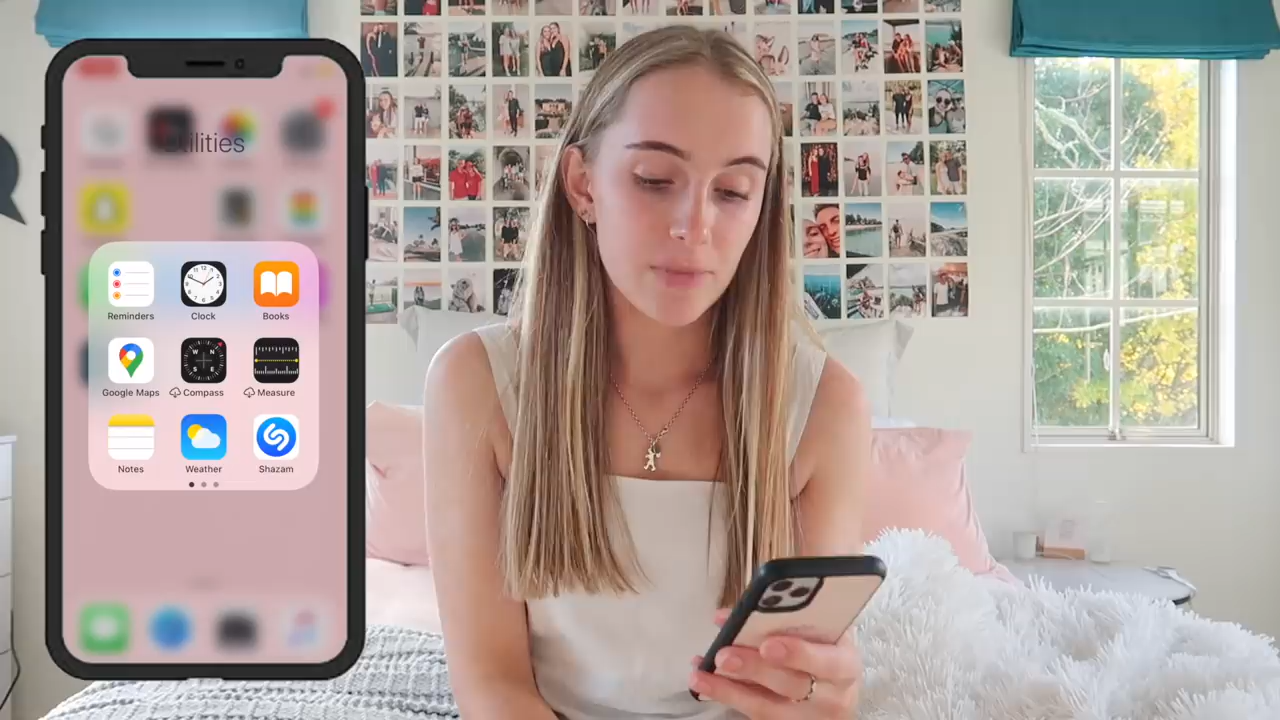 Utilities
Reminders
Clock
Books
Google Maps
Compass
Measure
Notes
Weather
Shazam